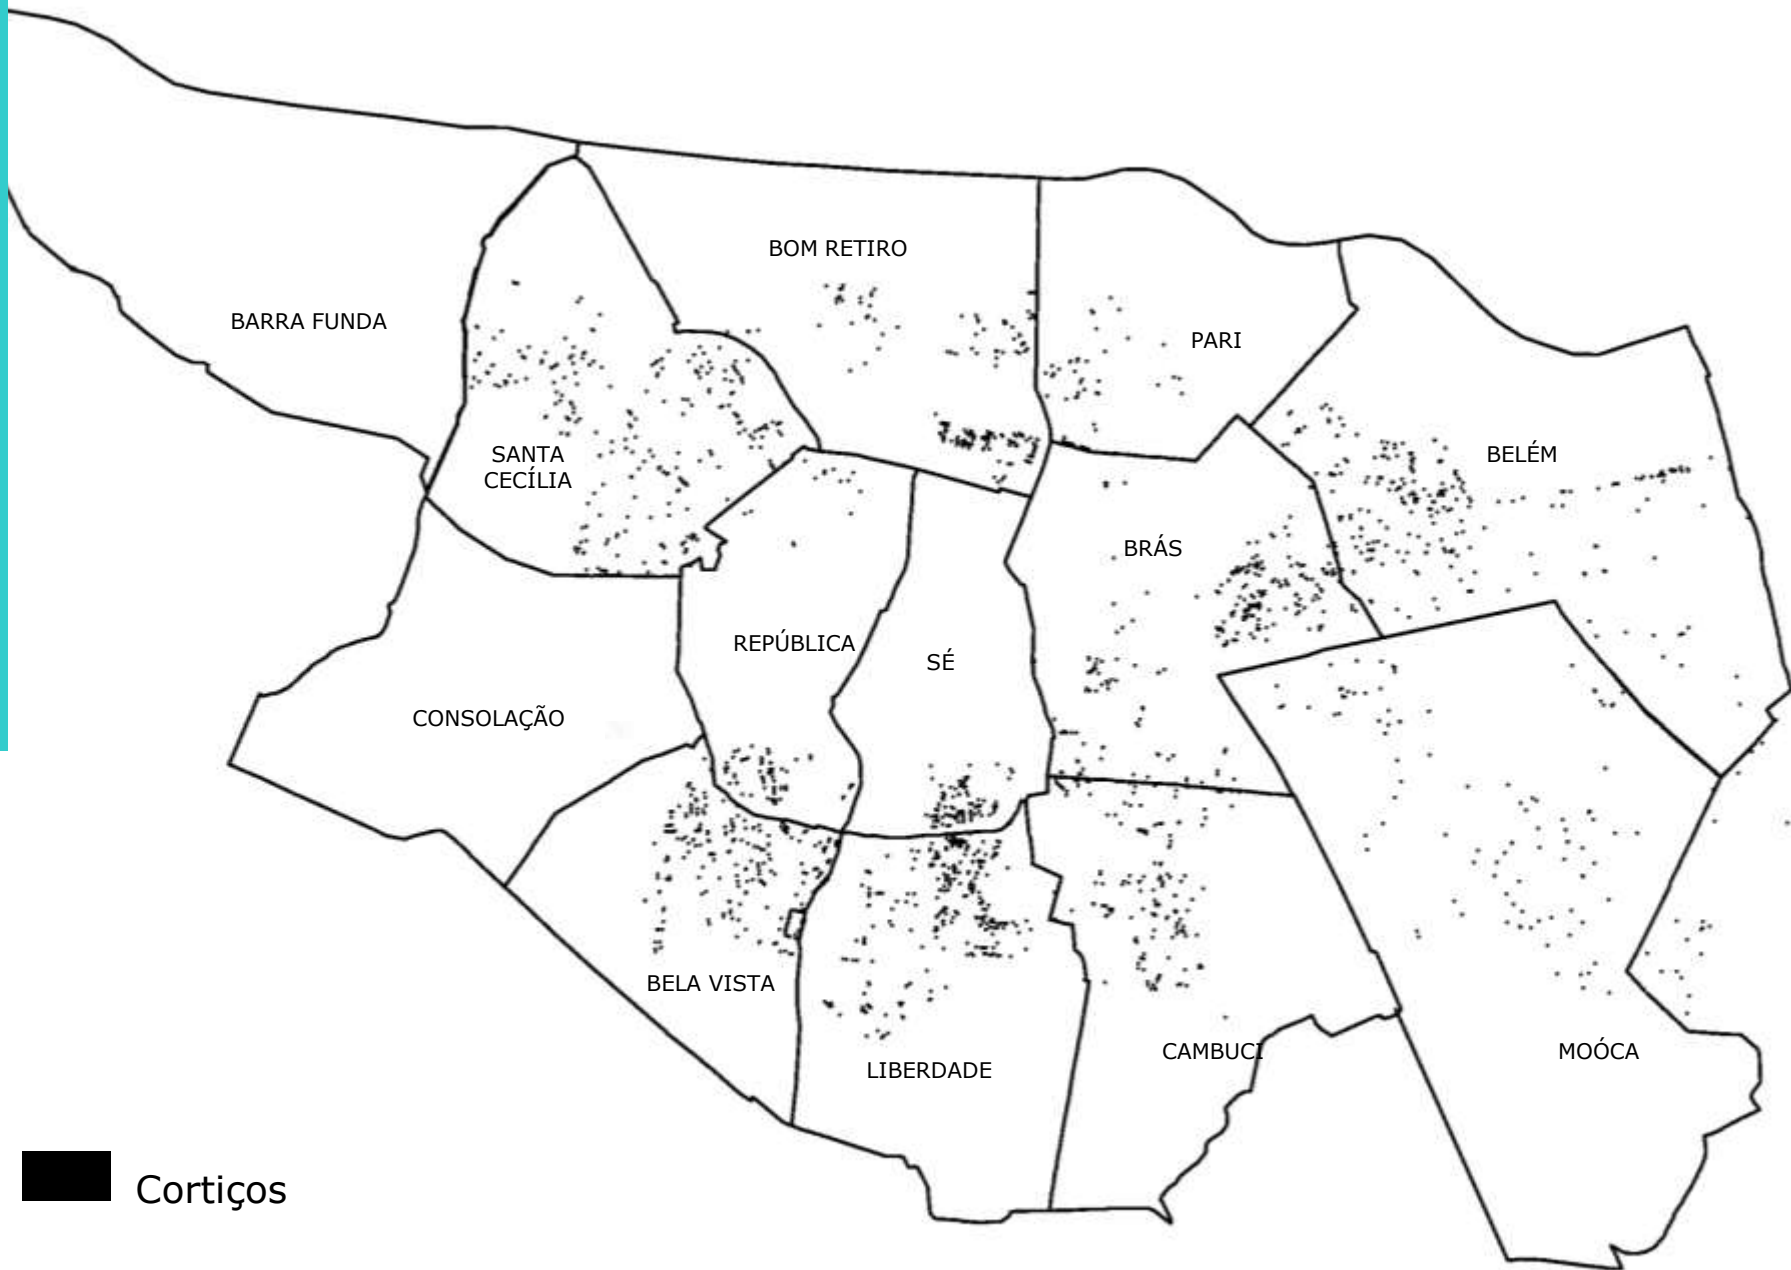 BOM RETIRO
BARRA FUNDA
PARI
SANTA
CECÍLIA
BELÉM
BRÁS
REPÚBLICA
SÉ
CONSOLAÇÃO
BELA VISTA
LIBERDADE
CAMBUCI
MOÓCA
Cortiços